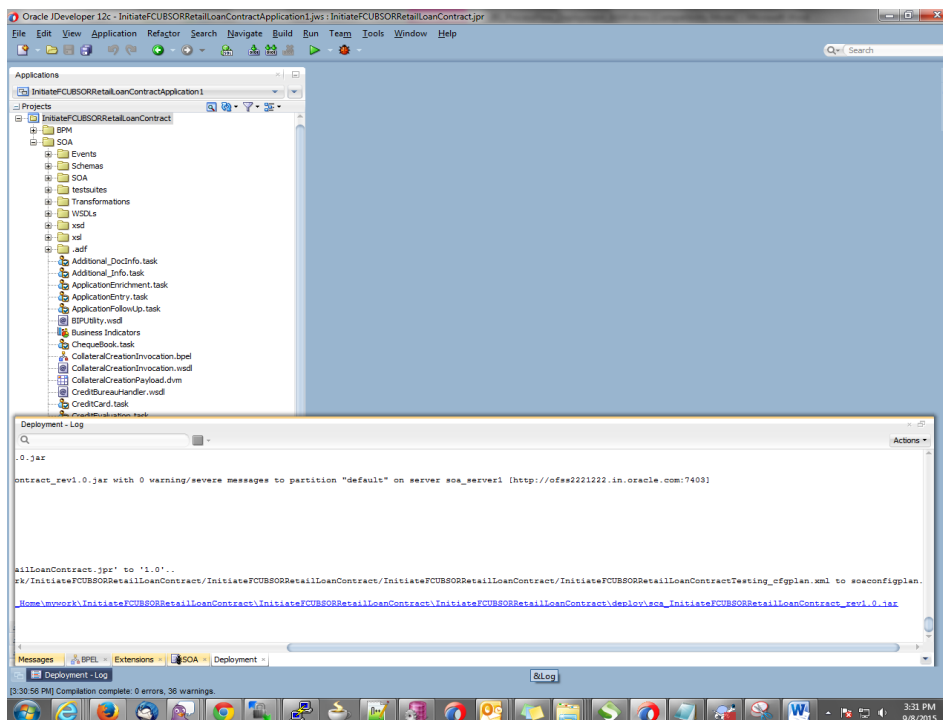 Oracle JDeveloper 12c - InitiateFCUBSORRetailLoanContractApplication1.jws : InitiateFCUBSORRetailLoanContract.jpr
File Edit View Application Refactor Search Navigate Build Run Team Tools Window Help
Search
Applications
InitiateFCUBSORRetailLoanContractApplication1
Projects
InitiateFCUBSORRetailLoanContract
BPM
SOA
Events
Schemas
SOA
testsuites
Transformations
WSDLs
xsd
xsl
.adf
Additional_DocInfo.task
Additional_Info.task
ApplicationEnrichment.task
ApplicationEntry.task
ApplicationFollowUp.task
BIPUtility.wsdl
Business Indicators
ChequeBook.task
CollateralCreationInvocation.bpel
CollateralCreationInvocation.wsdl
CollateralCreationPayload.dvm
CreditBureauHandler.wsdl
CreditCard.task
CreditEvaluation.task
Deployment - Log
Actions
.0.jar
ontract_rev1.0.jar with 0 warning/severe messages to partition "default" on server soa_server1 [http://ofss2221222.in.oracle.com:7403]
ailLoanContract.jpr' to '1.0'..
rk/InitiateFCUBSORRetailLoanContract/InitiateFCUBSORRetailLoanContract/InitiateFCUBSORRetailLoanContractTesting_cfgplan.xml to soaconfigplan.
_Home\mywork\InitiateFCUBSORRetailLoanContract\InitiateFCUBSORRetailLoanContract\InitiateFCUBSORRetailLoanContract\deploy\sca_InitiateFCUBSORRetailLoanContract_rev1.0.jar
Messages BPEL Extensions SOA Deployment
Deployment - Log
&Log
[3:30:56 PM] Compilation complete: 0 errors, 36 warnings.
3:31 PM
9/8/2015